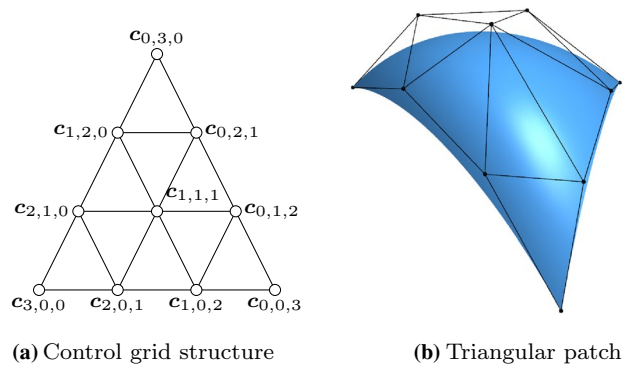 c0,3,0
c1,2,0 c0,2,1
c1,1,1
c2,1,0 c0,1,2
c3,0,0 c2,0,1 c1,0,2 c0,0,3
(a) Control grid structure (b) Triangular patch